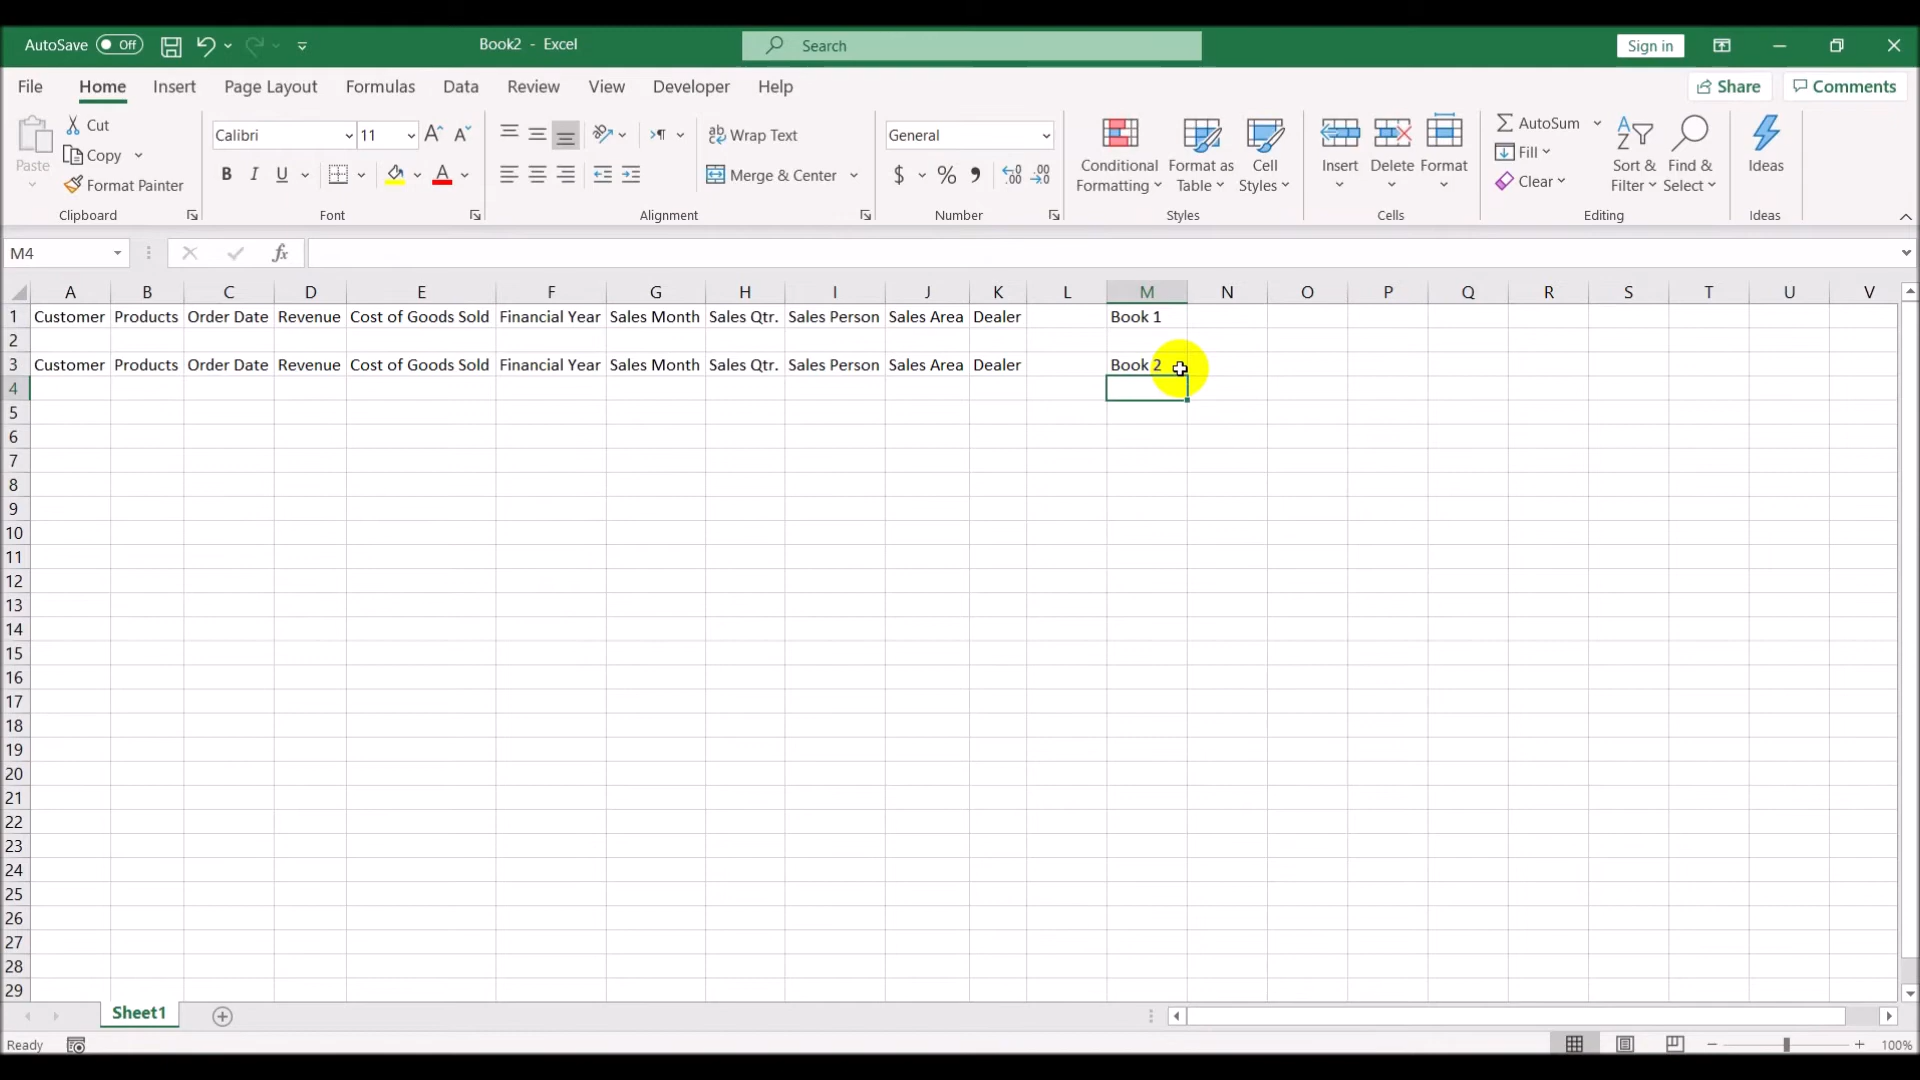 AutoSave Off Book2 - Excel Search Sign in
File Home Insert Page Layout Formulas Data Review View Developer Help Share Comments
Paste Cut Copy Format Painter
Clipboard
Calibri 11
B I U A
Font
ab Wrap Text
Merge & Center
Alignment
General
$ % , .00 .00
Number
Conditional Formatting Format as Table Cell Styles
Styles
Insert Delete Format
Cells
AutoSum Fill Clear Sort & Filter Find & Select
Editing
Ideas
Ideas
M4 fx
A B C D E F G H I J K L M N O P Q R S T U V
1 Customer Products Order Date Revenue Cost of Goods Sold Financial Year Sales Month Sales Qtr. Sales Person Sales Area Dealer Book 1
2
3 Customer Products Order Date Revenue Cost of Goods Sold Financial Year Sales Month Sales Qtr. Sales Person Sales Area Dealer Book 2
4
5
6
7
8
9
10
11
12
13
14
15
16
17
18
19
20
21
22
23
24
25
26
27
28
29
Sheet1
Ready 100%